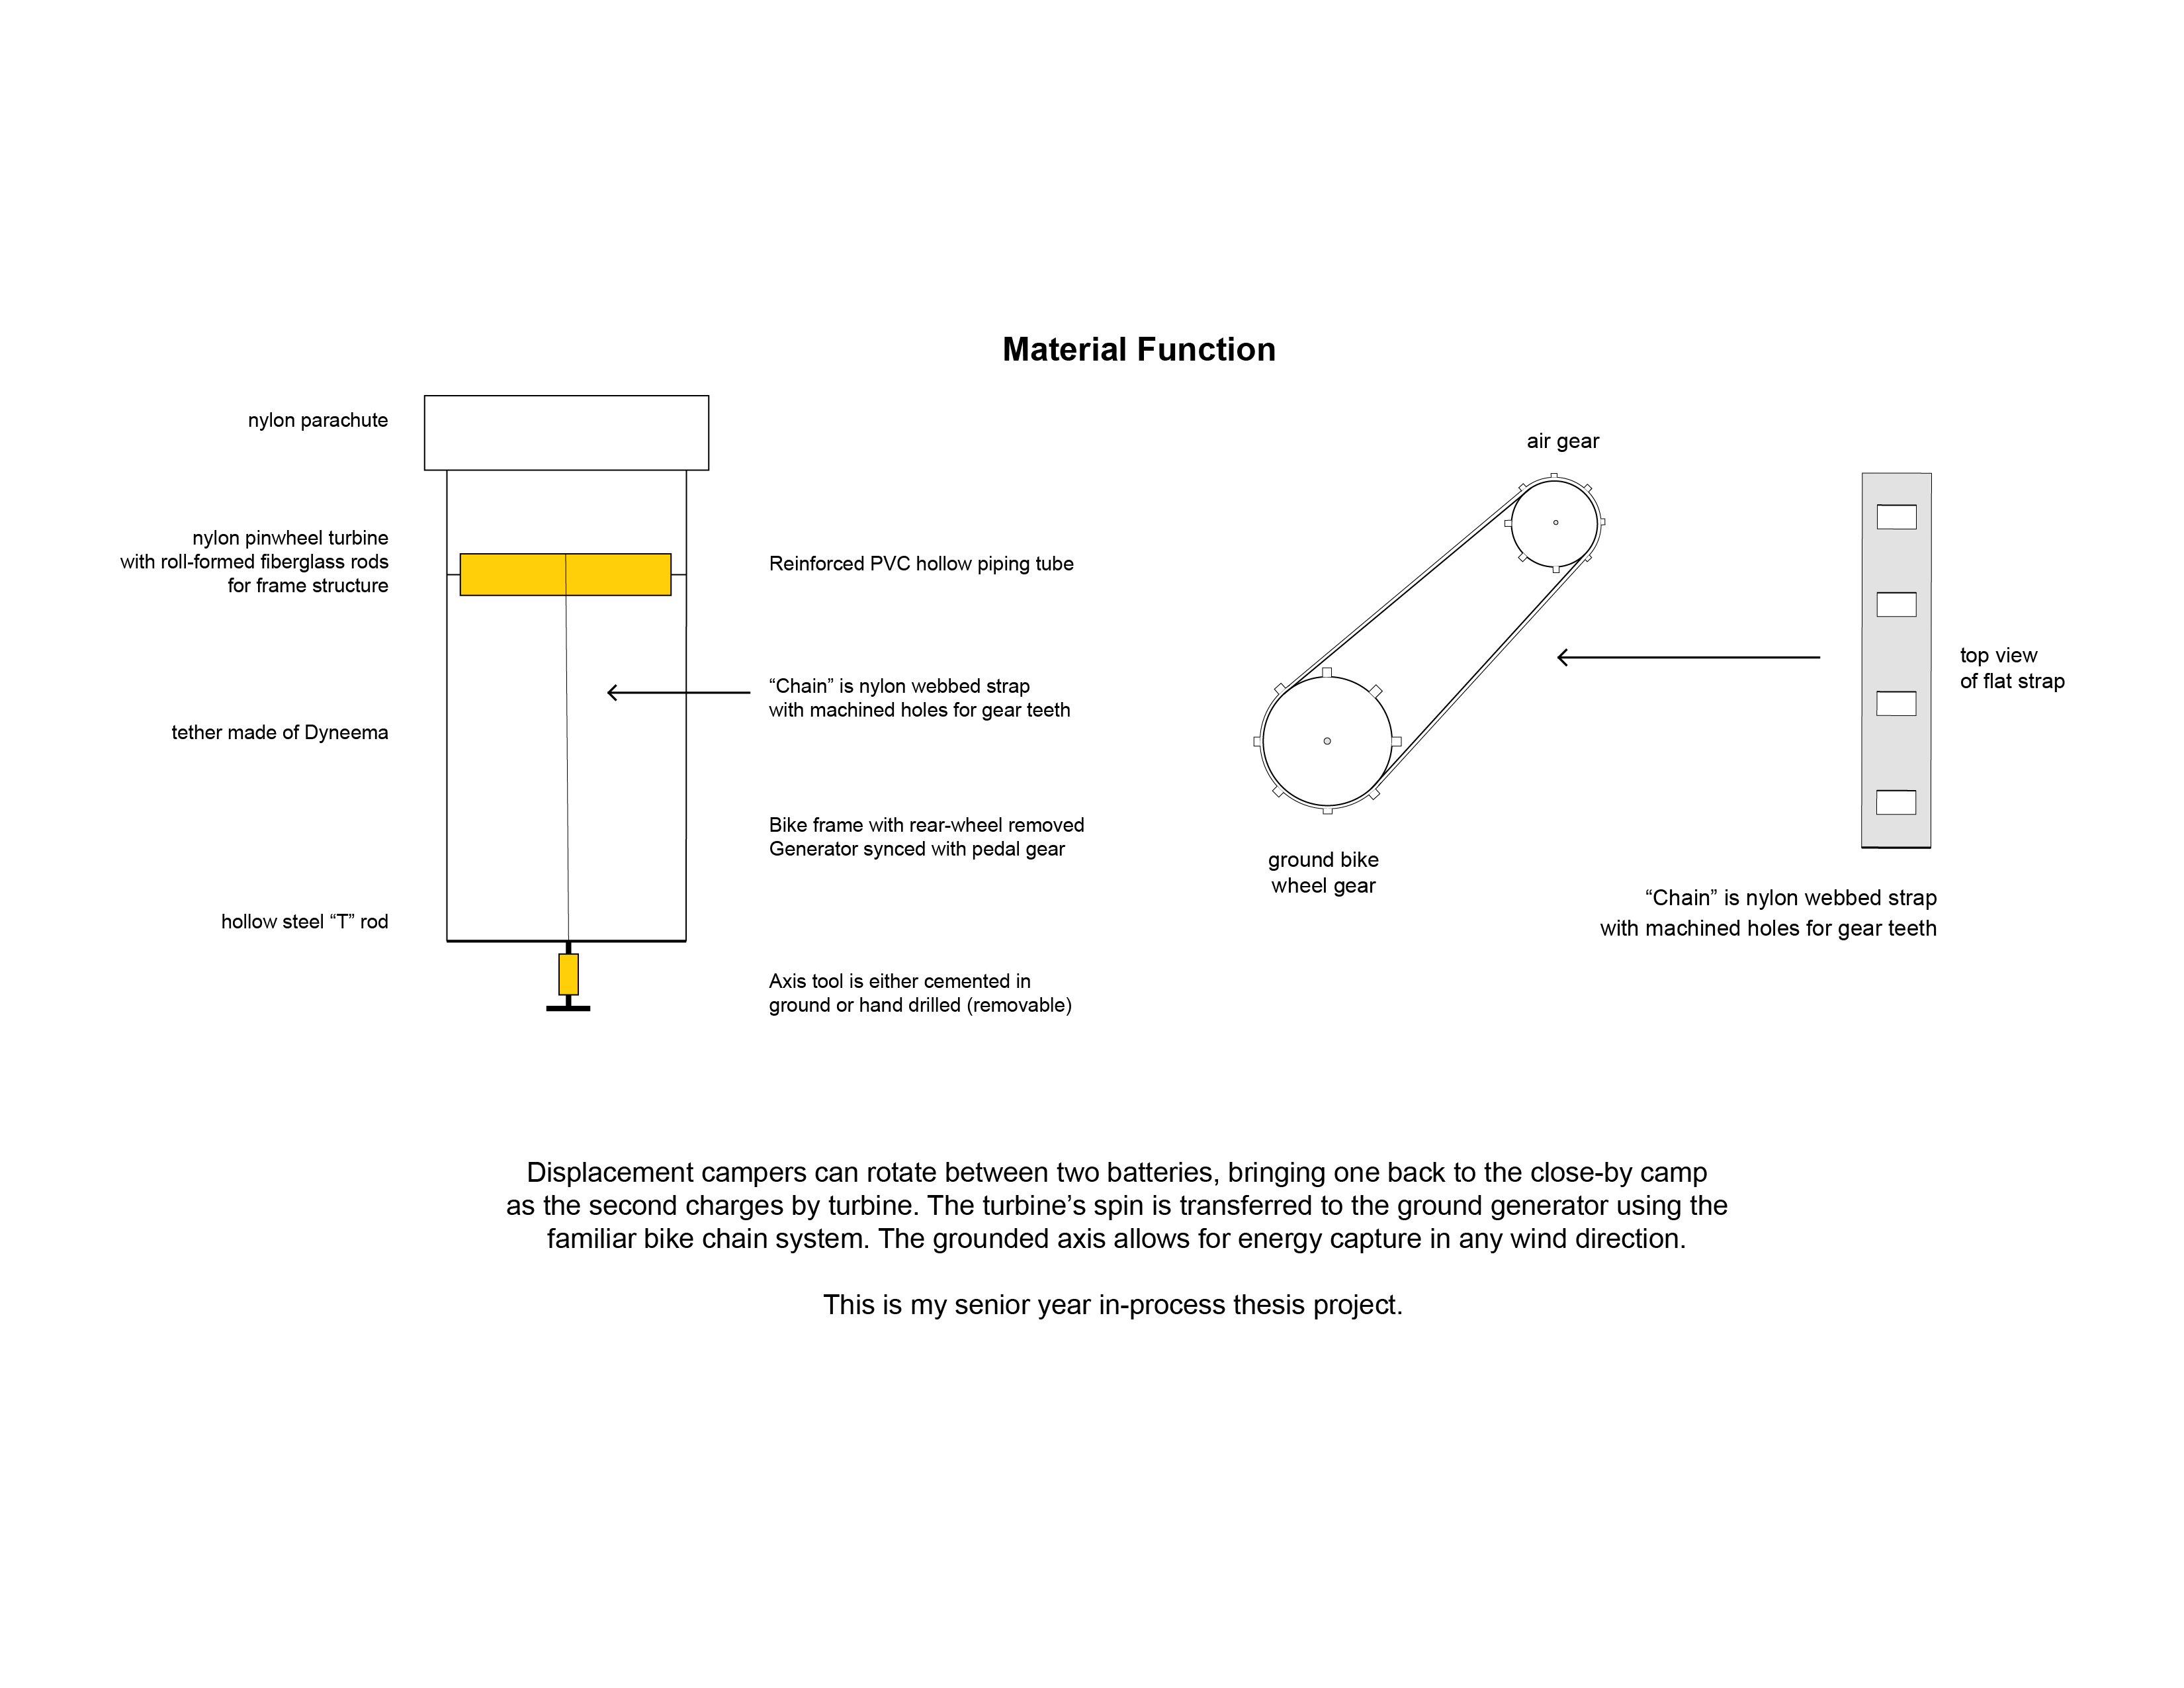 Material Function
nylon parachute
nylon pinwheel turbine
with roll-formed fiberglass rods
for frame structure
tether made of Dyneema
hollow steel “T” rod
Reinforced PVC hollow piping tube
“Chain” is nylon webbed strap
with machined holes for gear teeth
Bike frame with rear-wheel removed
Generator synced with pedal gear
Axis tool is either cemented in
ground or hand drilled (removable)
air gear
ground bike
wheel gear
top view
of flat strap
“Chain” is nylon webbed strap
with machined holes for gear teeth
Displacement campers can rotate between two batteries, bringing one back to the close-by camp
as the second charges by turbine. The turbine’s spin is transferred to the ground generator using the
familiar bike chain system. The grounded axis allows for energy capture in any wind direction.
This is my senior year in-process thesis project.